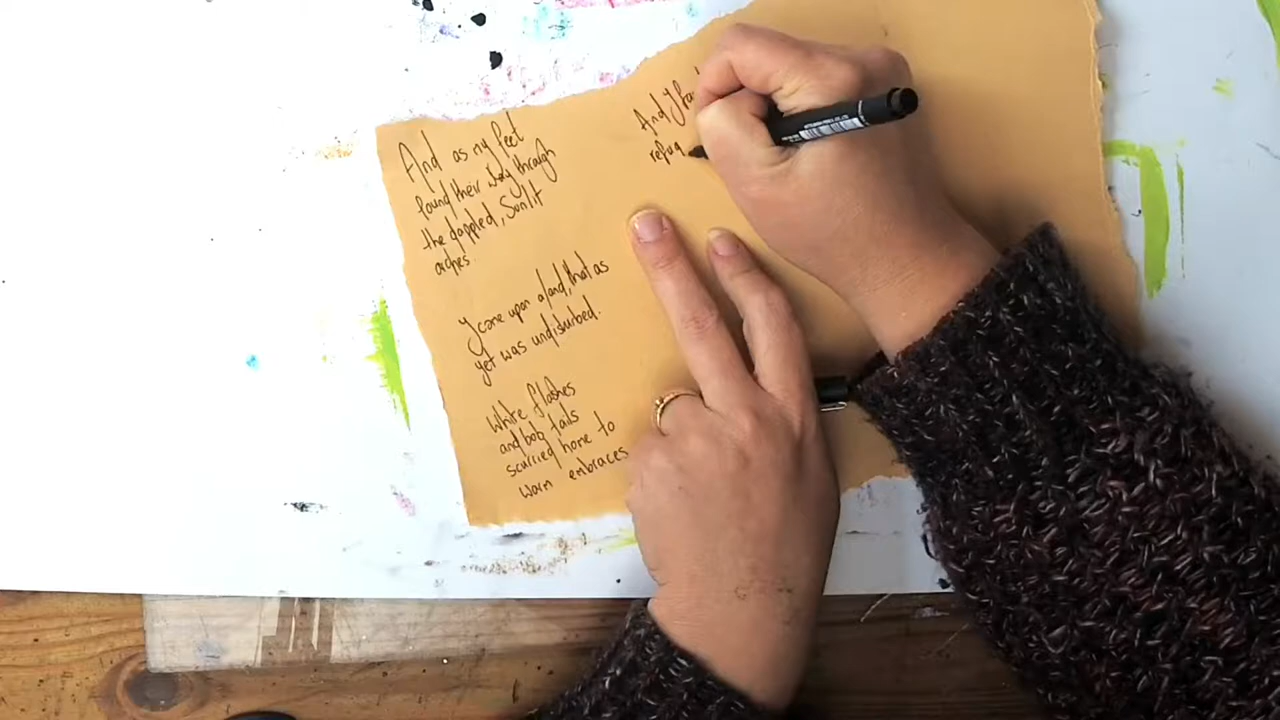 And as my feet
found their way through
the dappled, Sunlit
arches.
I came upon a land, that as
yet was undisturbed.
White flashes
and bob tails
scurried home to
warm embraces
And I
refug